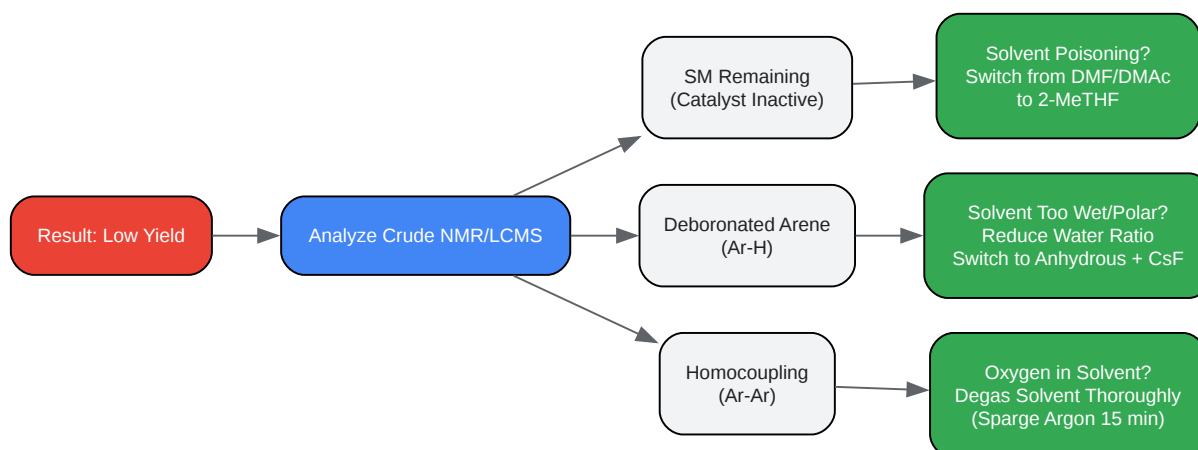 Result: Low Yield
Analyze Crude NMR/LCMS
SM Remaining
(Catalyst Inactive)
Solvent Poisoning?
Switch from DMF/DMAc
to 2-MeTHF
Deboronated Arene
(Ar-H)
Solvent Too Wet/Polar?
Reduce Water Ratio
Switch to Anhydrous + CsF
Homocoupling
(Ar-Ar)
Oxygen in Solvent?
Degas Solvent Thoroughly
(Sparge Argon 15 min)